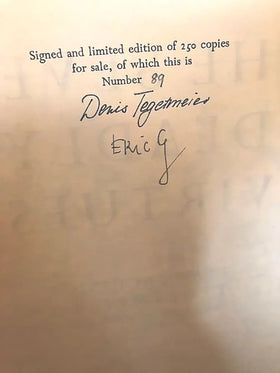 Signed and limited edition of 250 copies
for sale, of which this is
Number 89
Denis Tegetmeier
Eric G